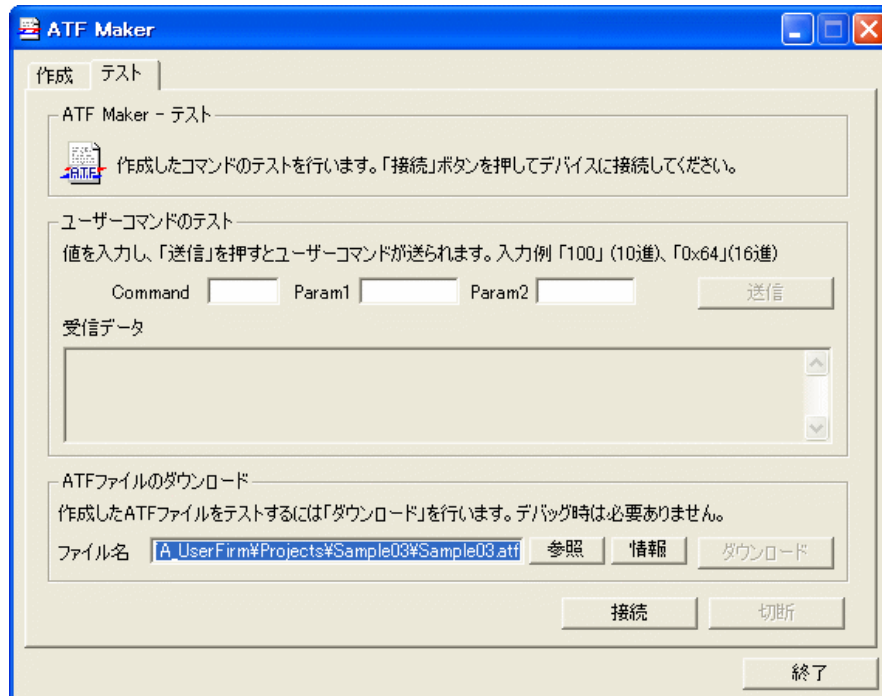 ATF Maker
作成 テスト
ATF Maker - テスト
ATF
作成したコマンドのテストを行います。「接続」ボタンを押してデバイスに接続してください。
ユーザーコマンドのテスト
値を入力し、「送信」を押すとユーザーコマンドが送られます。入力例 「100」 (10進)、「0x64」(16進)
Command Param1 Param2 送信
受信データ
ATFファイルのダウンロード
作成したATFファイルをテストするには「ダウンロード」を行います。デバッグ時は必要ありません。
ファイル名 A_UserFirm¥Projects¥Sample03¥Sample03.atf 参照 情報 ダウンロード
接続 切断
終了